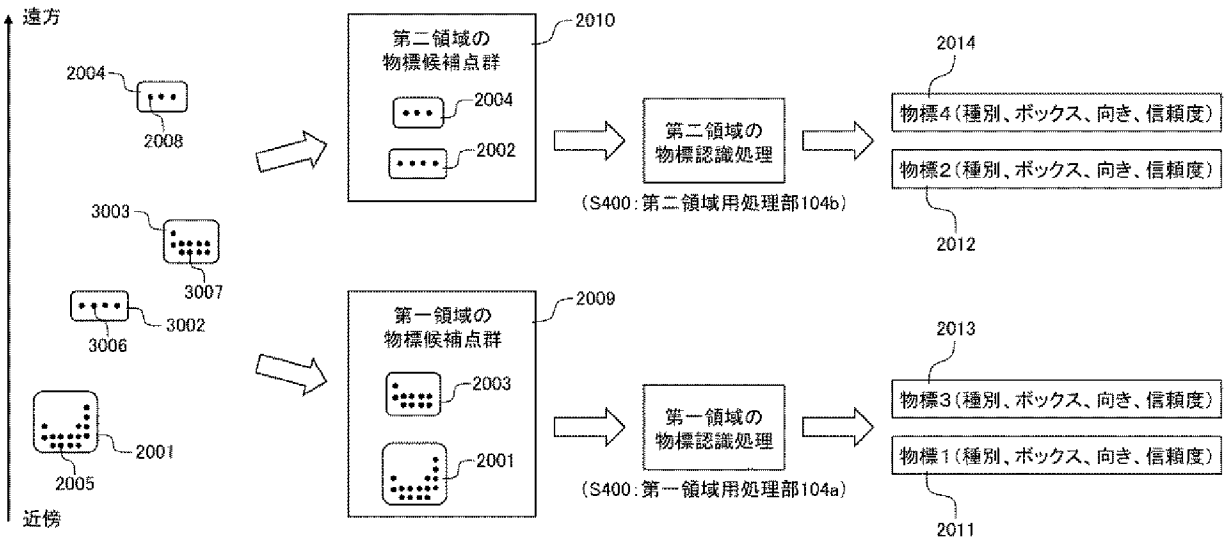 遠方
2004
2008
3003
3007
3002
3006
2001
2005
近傍
2010
第二領域の
物標候補点群
2004
2002
第二領域の
物標認識処理
(S400:第二領域用処理部104b)
2014
物標4(種別、ボックス、向き、信頼度)
物標2(種別、ボックス、向き、信頼度)
2012
2009
第一領域の
物標候補点群
2003
2001
第一領域の
物標認識処理
(S400:第一領域用処理部104a)
2013
物標3(種別、ボックス、向き、信頼度)
物標1(種別、ボックス、向き、信頼度)
2011